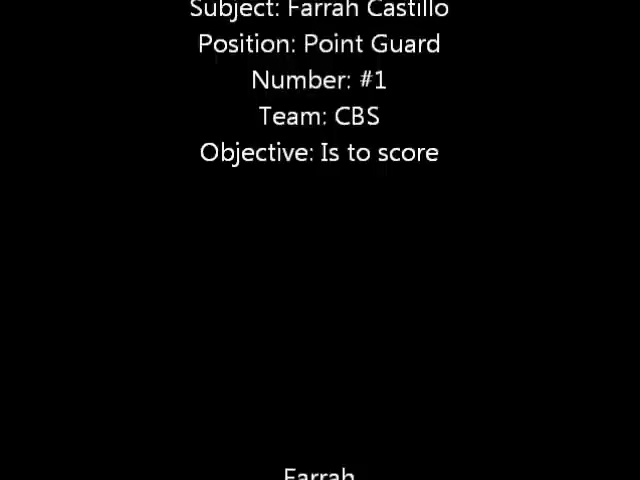 Subject: Farrah Castillo
Position: Point Guard
Number: #1
Team: CBS
Objective: Is to score
Farrah